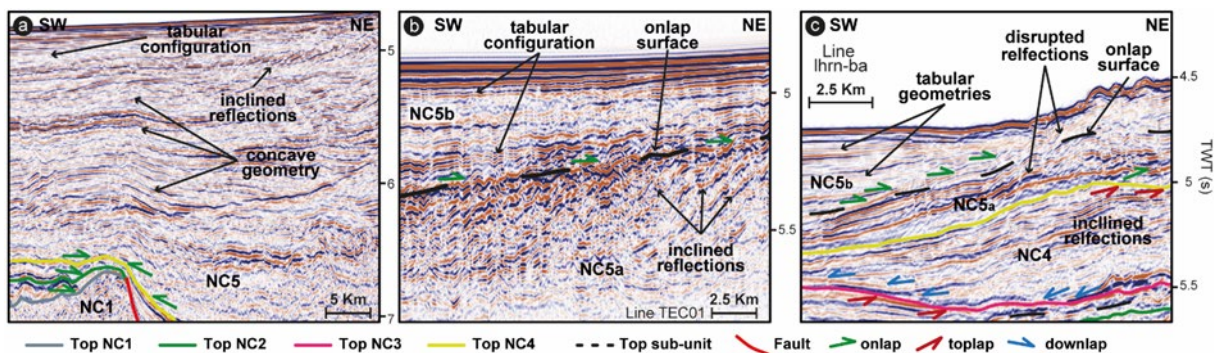 a SW
NE
tabular
configuration
inclined
reflections
concave
geometry
NC5
NC1
5 Km
5
6
7
b SW
NE
tabular
configuration
onlap
surface
NC5b
inclined
reflections
NC5a
Line TEC01
2.5 Km
5
5.5
c SW
NE
Line
lhrn-ba
2.5 Km
disrupted
relfections
onlap
surface
tabular
geometries
NC5b
NC5a
NC4
incllined
relfections
4.5
5
5.5
TWT (s)
Top NC1
Top NC2
Top NC3
Top NC4
Top sub-unit
Fault
onlap
toplap
downlap